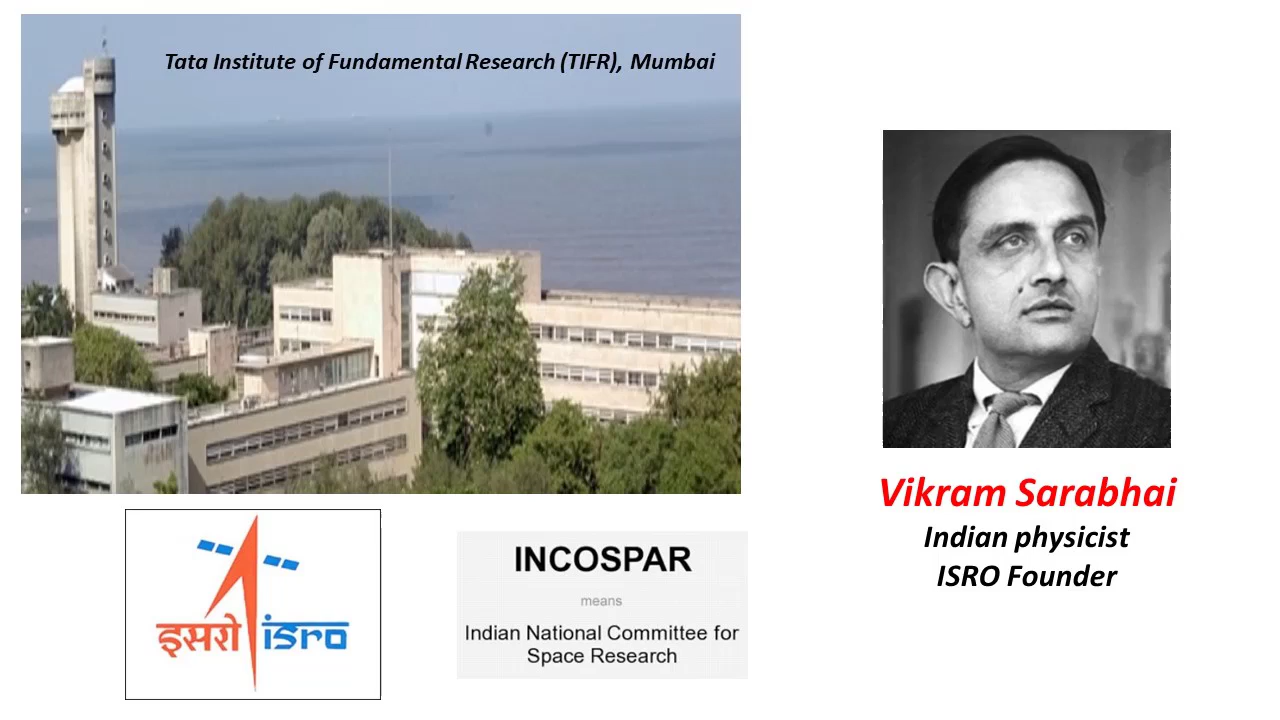 Tata Institute of Fundamental Research (TIFR), Mumbai
Vikram Sarabhai
Indian physicist
ISRO Founder
इसरो isro
INCOSPAR
means
Indian National Committee for
Space Research